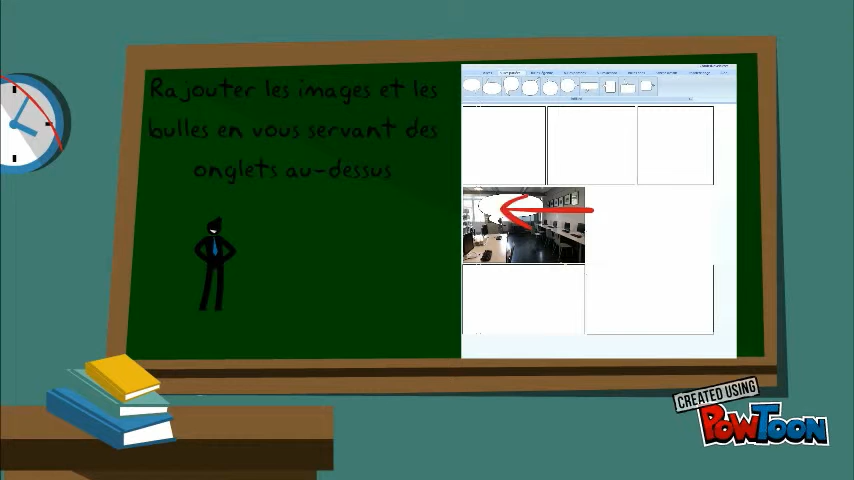 Rajouter les images et les
bulles en vous servant des
onglets au-dessus
CREATED USING
POWTOON